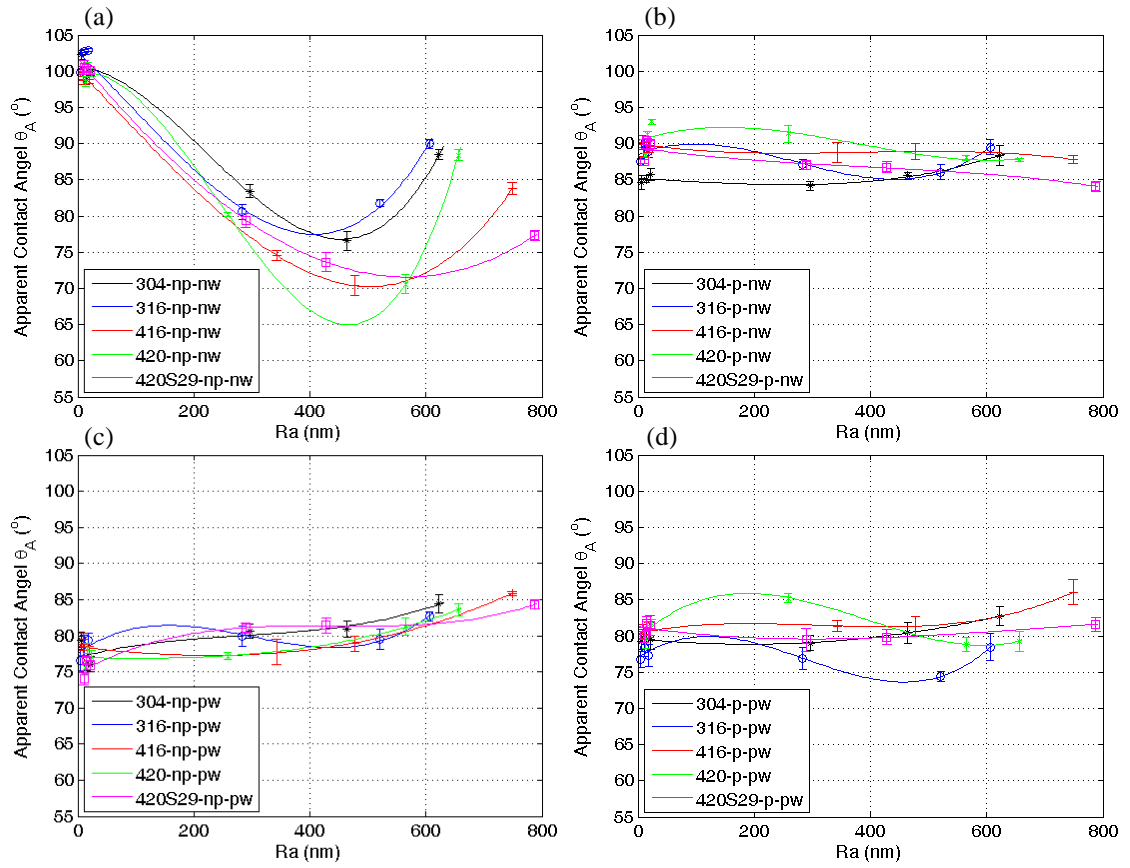 (a)
105
100
95
90
85
80
75
70
65
60
55
Apparent Contact Angel θA (o)
304-np-nw
316-np-nw
416-np-nw
420-np-nw
420S29-np-nw
0 200 400 600 800
Ra (nm)
(b)
105
100
95
90
85
80
75
70
65
60
55
Apparent Contact Angel θA (o)
304-p-nw
316-p-nw
416-p-nw
420-p-nw
420S29-p-nw
0 200 400 600 800
Ra (nm)
(c)
105
100
95
90
85
80
75
70
65
60
55
Apparent Contact Angel θA (o)
304-np-pw
316-np-pw
416-np-pw
420-np-pw
420S29-np-pw
0 200 400 600 800
Ra (nm)
(d)
105
100
95
90
85
80
75
70
65
60
55
Apparent Contact Angel θA (o)
304-p-pw
316-p-pw
416-p-pw
420-p-pw
420S29-p-pw
0 200 400 600 800
Ra (nm)